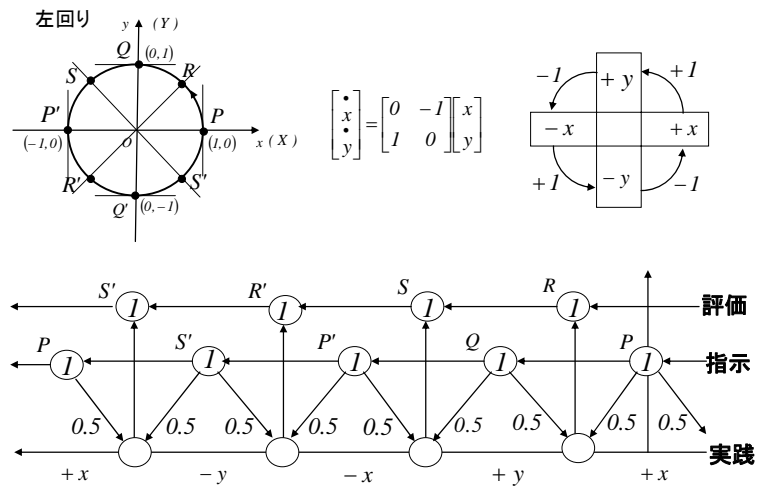 左回り
y (Y)
Q (0,1)
S R
P' P
(-1,0) o (1,0) x (X)
R' S'
Q' (0,-1)
[ẋ ẏ] = [0 -1 1 0] [x y]
-1 + y +1
- x + x
+1 - y -1
S' R' S R
1 1 1 1 評価
P S' P' Q P
1 1 1 1 1 指示
0.5 0.5 0.5 0.5 0.5 0.5 0.5 0.5 0.5
実践
+ x - y - x + y + x